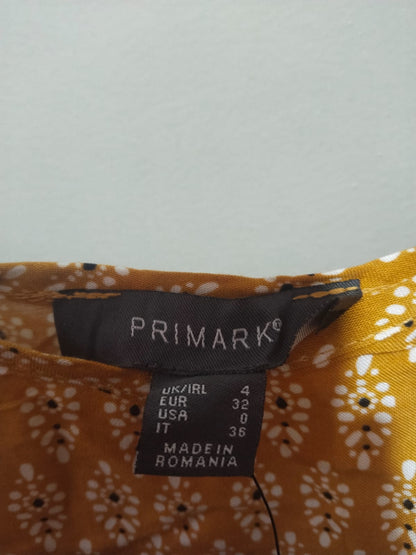 PRIMARK®
UK/IRL 4
EUR 32
USA 0
IT 36
MADE IN
ROMANIA